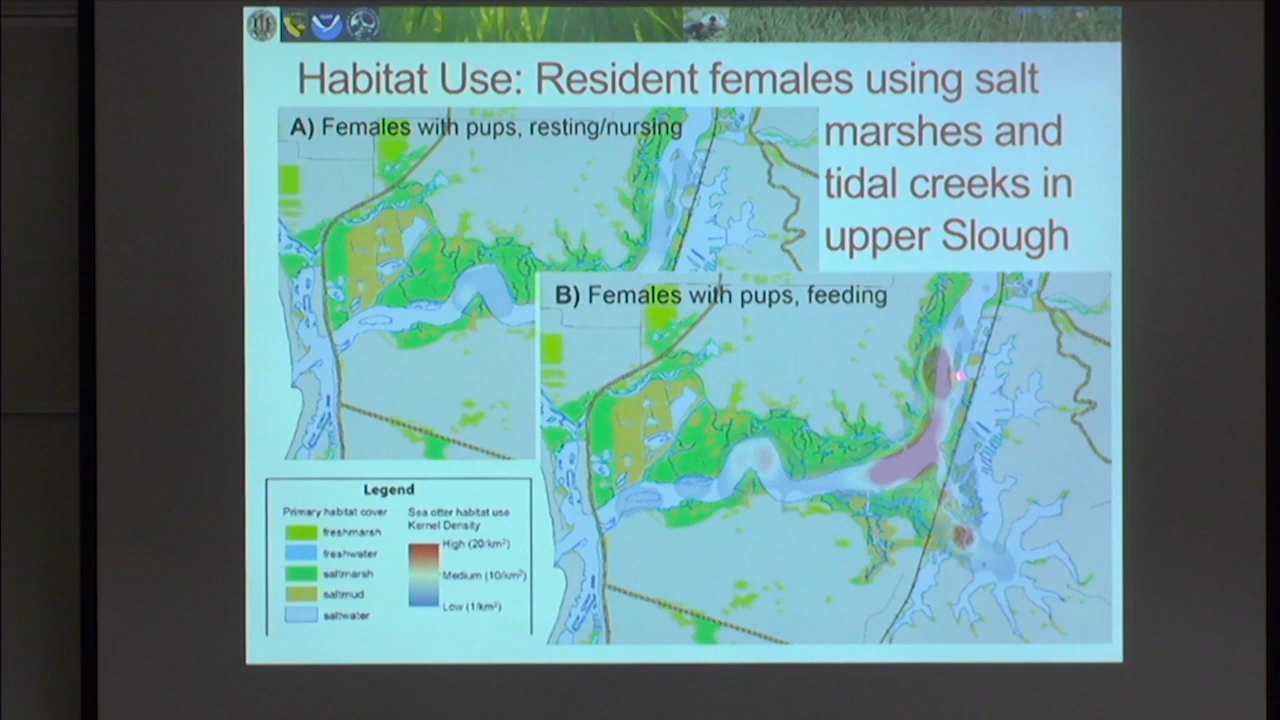 Habitat Use: Resident females using salt
marshes and
tidal creeks in
upper Slough
A) Females with pups, resting/nursing
B) Females with pups, feeding
Legend
Primary habitat cover
freshmarsh
freshwater
saltmarsh
saltmud
saltwater
Sea otter habitat use
Kernel Density
High (20/km²)
Medium (10/km²)
Low (1/km²)